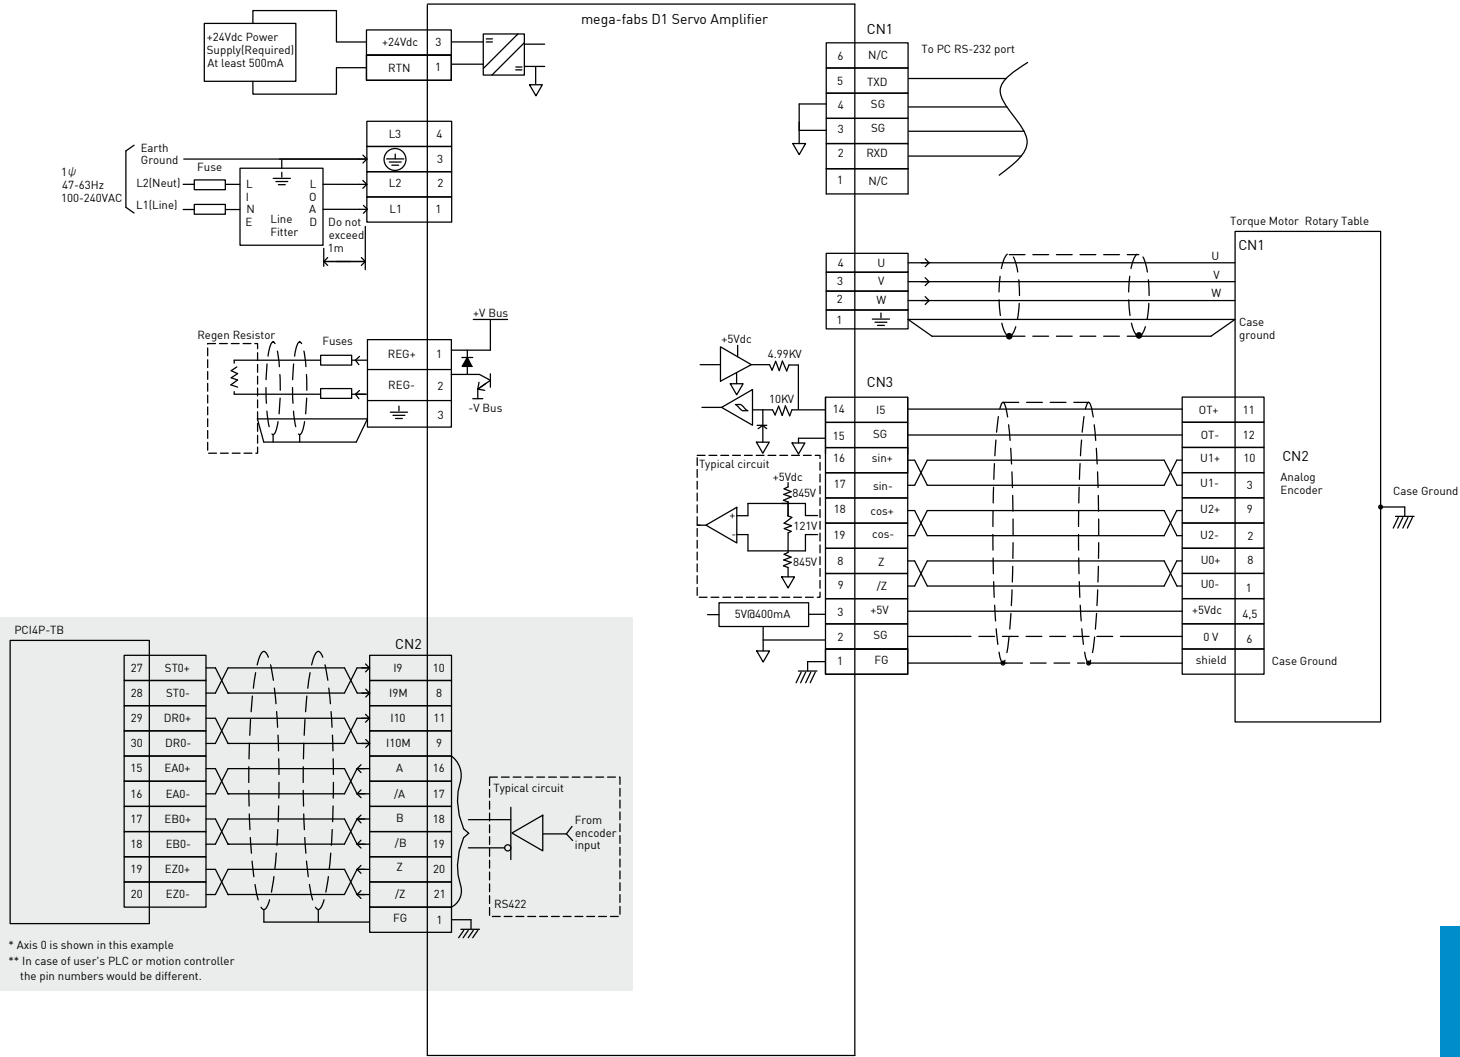 mega-fabs D1 Servo Amplifier
+24Vdc Power
Supply(Required)
At least 500mA
+24Vdc 3
RTN 1
L3 4
3
L2 2
L1 1
Earth
Ground
1ψ
47-63Hz
100-240VAC
Fuse
L2(Neut)
L1(Line)
LINE
LOAD
Line
Fitter
Do not
exceed
1m
Regen Resistor
Fuses
REG+ 1
REG- 2
3
+V Bus
-V Bus
CN1
6 N/C
5 TXD
4 SG
3 SG
2 RXD
1 N/C
To PC RS-232 port
4 U
3 V
2 W
1
U
V
W
Torque Motor Rotary Table
CN1
Case
ground
+5Vdc
4.99KV
10KV
CN3
14 I5
15 SG
16 sin+
17 sin-
18 cos+
19 cos-
8 Z
9 /Z
3 +5V
2 SG
1 FG
Typical circuit
+5Vdc
845V
121V
845V
5V@400mA
OT+ 11
OT- 12
U1+ 10
U1- 3
U2+ 9
U2- 2
U0+ 8
U0- 1
+5Vdc 4,5
0 V 6
shield
CN2
Analog
Encoder
Case Ground
Case Ground
PCI4P-TB
27 ST0+
28 ST0-
29 DR0+
30 DR0-
15 EA0+
16 EA0-
17 EB0+
18 EB0-
19 EZ0+
20 EZ0-
CN2
I9 10
I9M 8
I10 11
I10M 9
A 16
/A 17
B 18
/B 19
Z 20
/Z 21
FG 1
Typical circuit
From
encoder
input
RS422
* Axis 0 is shown in this example
** In case of user's PLC or motion controller
the pin numbers would be different.